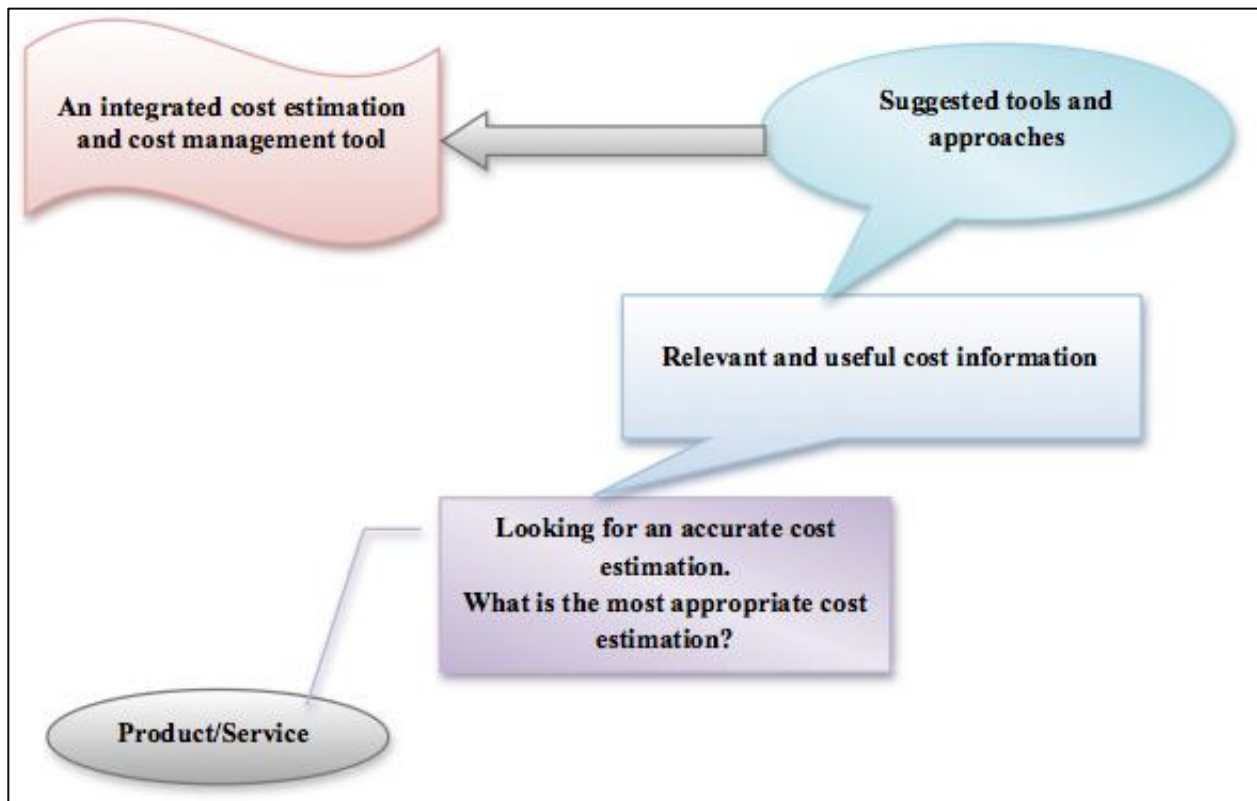 An integrated cost estimation
and cost management tool
Suggested tools and
approaches
Relevant and useful cost information
Looking for an accurate cost
estimation.
What is the most appropriate cost
estimation?
Product/Service